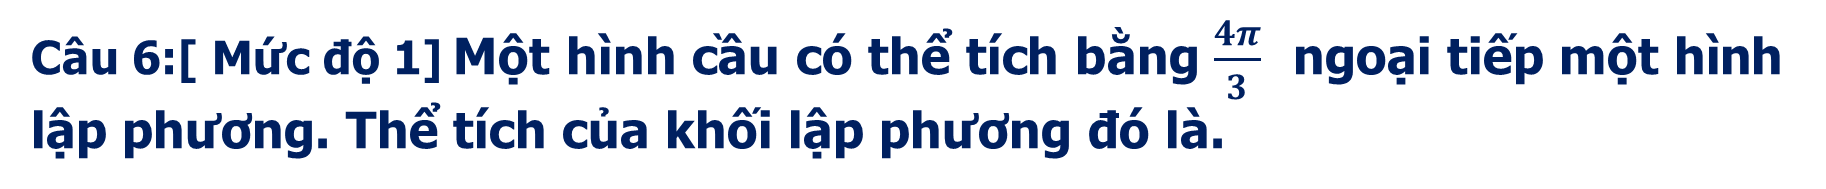 Câu 6:[ Mức độ 1] Một hình cầu có thể tích bằng 4π/3 ngoại tiếp một hình
lập phương. Thể tích của khối lập phương đó là.